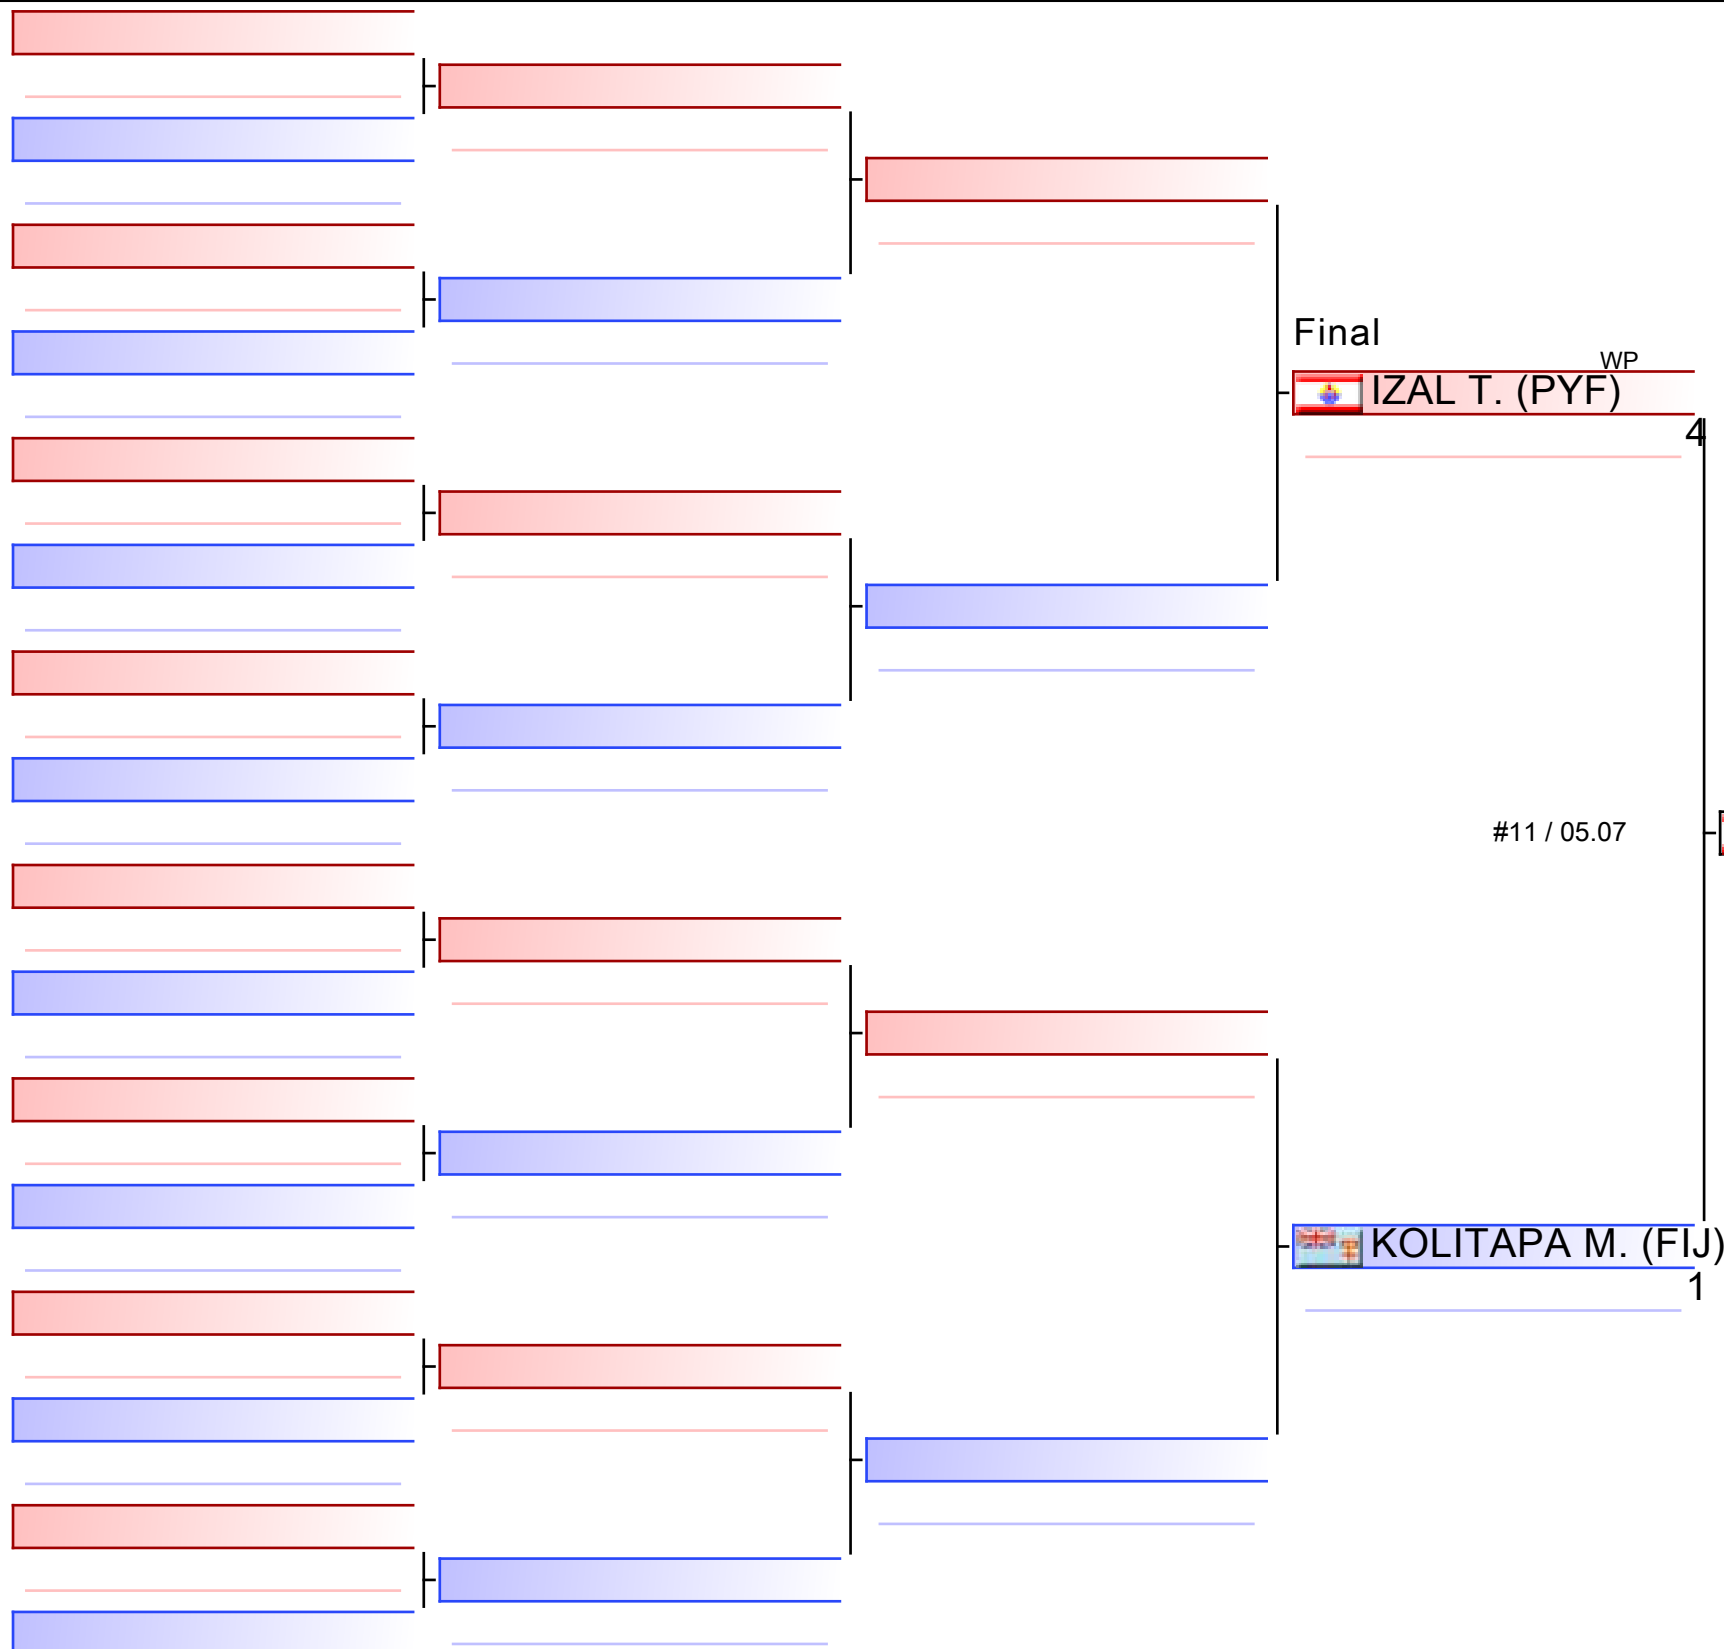 Final
WP
IZAL T. (PYF)
4
#11 / 05.07
KOLITAPA M. (FIJ)
1